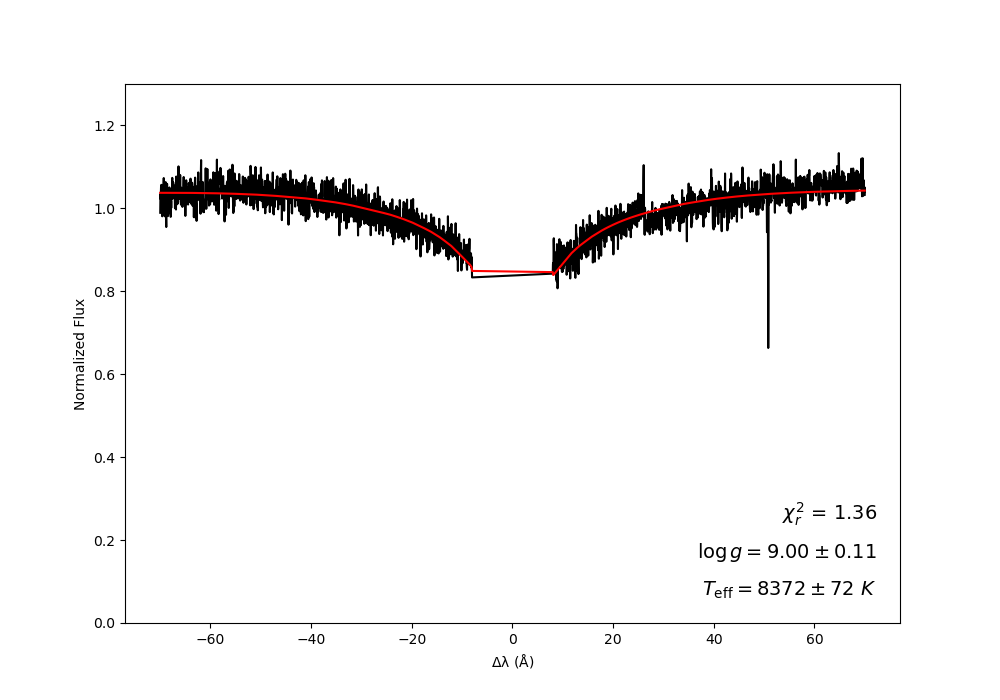 1.2
1.0
0.8
0.6
0.4
0.2
0.0
Normalized Flux
χ²ᵣ = 1.36
log g = 9.00 ± 0.11
T_eff = 8372 ± 72 K
−60 −40 −20 0 20 40 60
Δλ (Å)